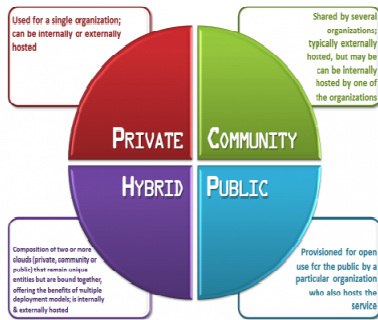 Used for a single organization;
can be internally or externally
hosted
Shared by several
organizations;
typically externally
hosted, but may be
can be internally
hosted by one of
the organizations
PRIVATE
COMMUNITY
HYBRID
PUBLIC
Composition of two or more
clouds (private, community or
public) that remain unique
entities but are bound together,
offering the benefits of multiple
deployment models; is internally
& externally hosted
Provisioned for open
use for the public by a
particular organization
who also hosts the
service